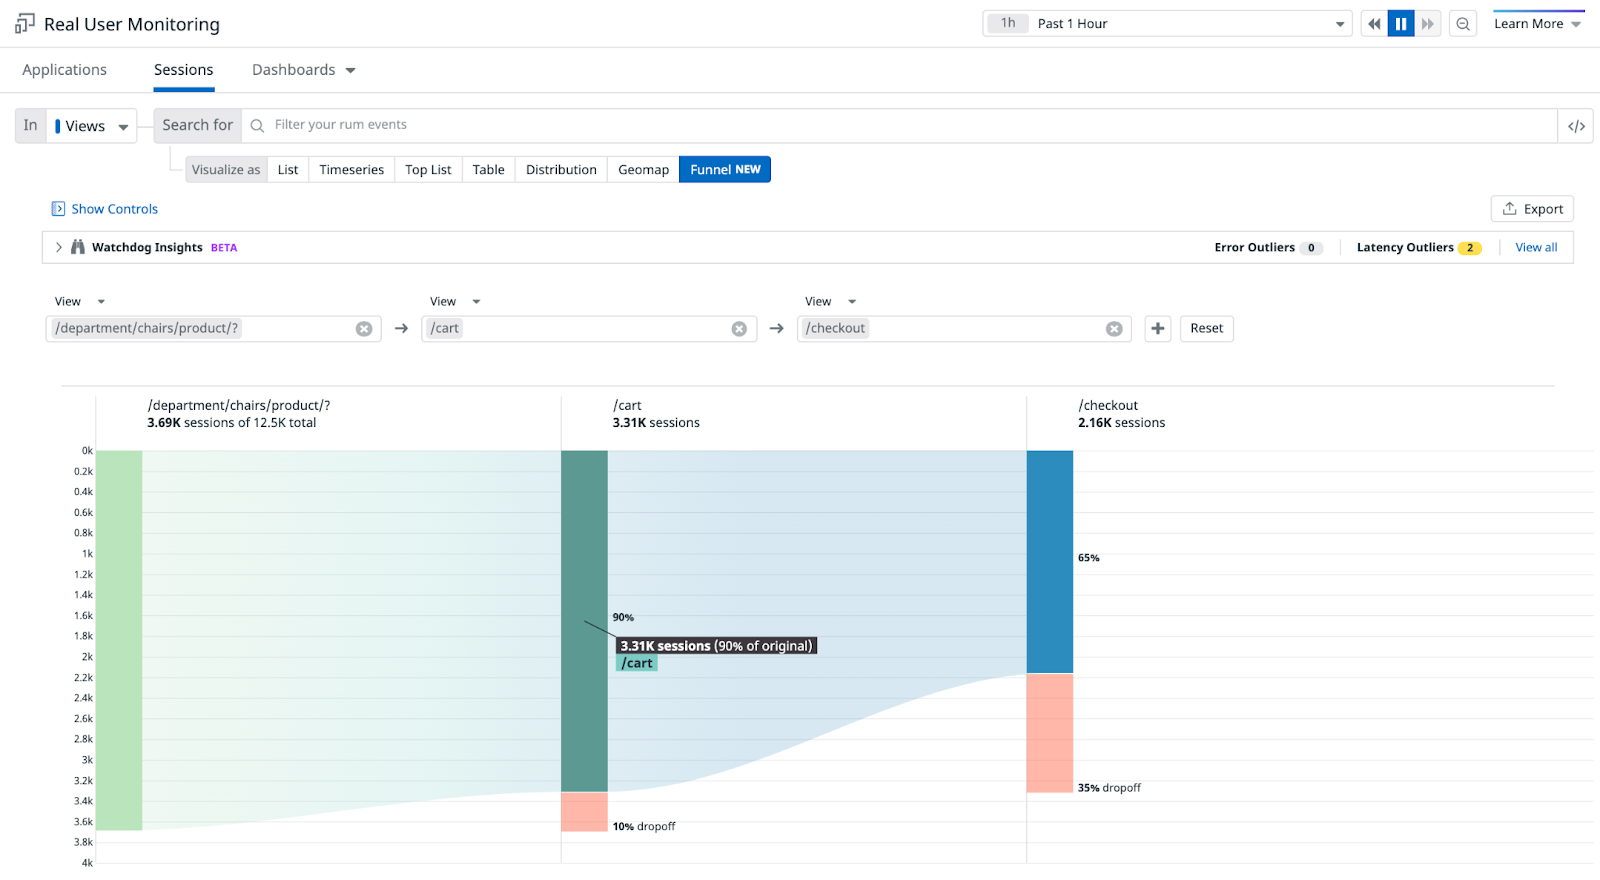 Real User Monitoring
1h Past 1 Hour
Learn More
Applications Sessions Dashboards
In Views Search for Filter your rum events </>
Visualize as List Timeseries Top List Table Distribution Geomap Funnel NEW
Show Controls
Export
Watchdog Insights BETA Error Outliers 0 Latency Outliers 2 View all
View View View
/department/chairs/product/? /cart /checkout Reset
/department/chairs/product/?
3.69K sessions of 12.5K total
/cart
3.31K sessions
/checkout
2.16K sessions
0k
0.2k
0.4k
0.6k
0.8k
1k
1.2k
1.4k
1.6k
1.8k
2k
2.2k
2.4k
2.6k
2.8k
3k
3.2k
3.4k
3.6k
3.8k
4k
90%
3.31K sessions (90% of original)
/cart
10% dropoff
65%
35% dropoff